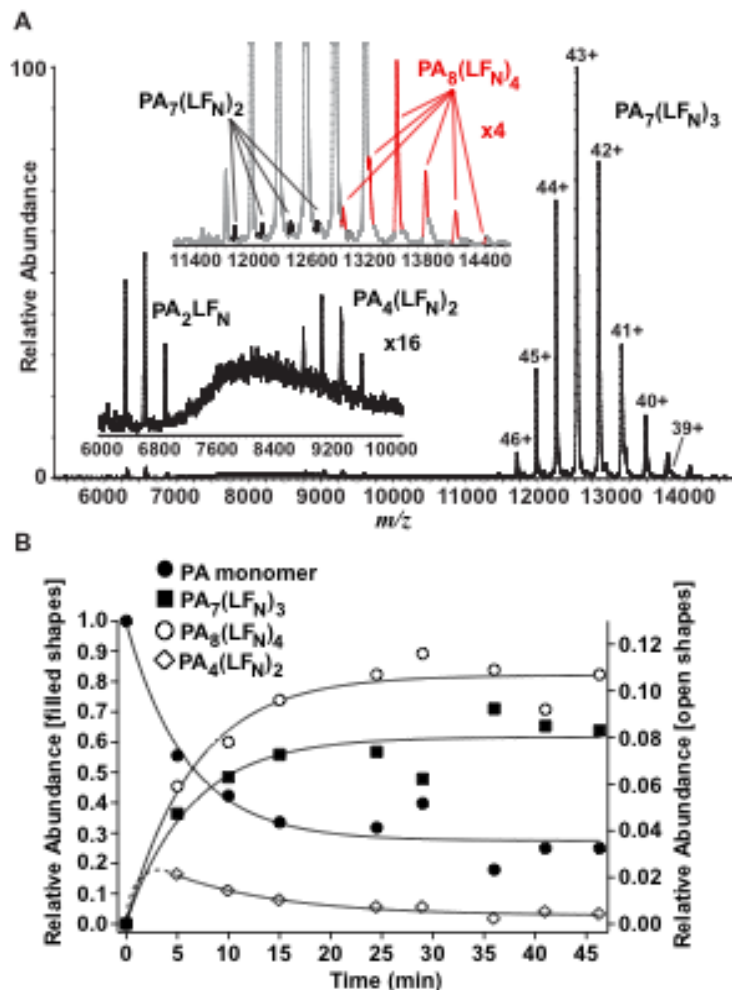 A
100
Relative Abundance
0
PA7(LFN)2
PA8(LFN)4
x4
11400 12000 12600 13200 13800 14400
PA2LFN
PA4(LFN)2
x16
6000 6800 7600 8400 9200 10000
43+
PA7(LFN)3
42+
44+
41+
45+
40+
46+
39+
6000 7000 8000 9000 10000 11000 12000 13000 14000
m/z
B
PA monomer
PA7(LFN)3
PA8(LFN)4
PA4(LFN)2
Relative Abundance [filled shapes]
1.0
0.9
0.8
0.7
0.6
0.5
0.4
0.3
0.2
0.1
0.0
0.12
0.10
0.08
0.06
0.04
0.02
0.00
Relative Abundance [open shapes]
0 5 10 15 20 25 30 35 40 45
Time (min)